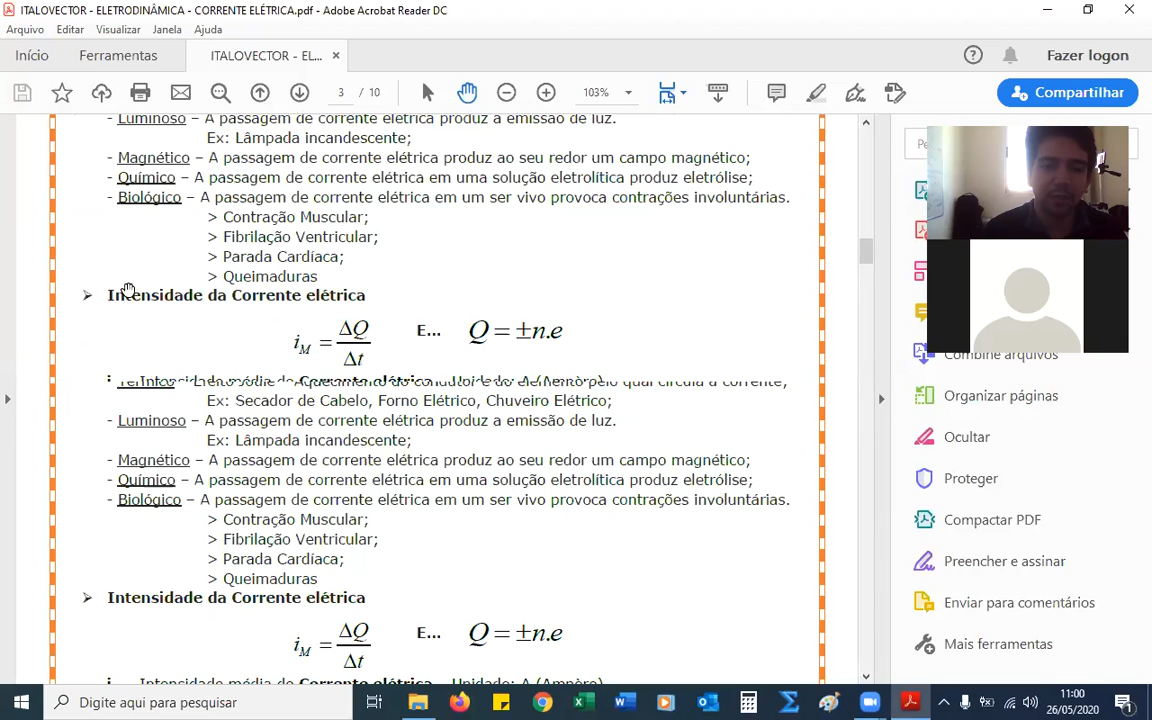 ITALOVECTOR - ELETRODINÂMICA - CORRENTE ELÉTRICA.pdf - Adobe Acrobat Reader DC
Arquivo Editar Visualizar Janela Ajuda
Início Ferramentas ITALOVECTOR - EL... × Fazer logon
3 / 10 103% Compartilhar
- Luminoso – A passagem de corrente elétrica produz a emissão de luz.
Ex: Lâmpada incandescente;
- Magnético – A passagem de corrente elétrica produz ao seu redor um campo magnético;
- Químico – A passagem de corrente elétrica em uma solução eletrolítica produz eletrólise;
- Biológico – A passagem de corrente elétrica em um ser vivo provoca contrações involuntárias.
> Contração Muscular;
> Fibrilação Ventricular;
> Parada Cardíaca;
> Queimaduras
➢ Intensidade da Corrente elétrica
i_M = ΔQ/Δt E... Q = ±n.e
Ex: Secador de Cabelo, Forno Elétrico, Chuveiro Elétrico;
- Luminoso – A passagem de corrente elétrica produz a emissão de luz.
Ex: Lâmpada incandescente;
- Magnético – A passagem de corrente elétrica produz ao seu redor um campo magnético;
- Químico – A passagem de corrente elétrica em uma solução eletrolítica produz eletrólise;
- Biológico – A passagem de corrente elétrica em um ser vivo provoca contrações involuntárias.
> Contração Muscular;
> Fibrilação Ventricular;
> Parada Cardíaca;
> Queimaduras
➢ Intensidade da Corrente elétrica
i_M = ΔQ/Δt E... Q = ±n.e
i Intensidade média de Corrente elétrica Unidade: A (Ampère)
Combine arquivos
Organizar páginas
Ocultar
Proteger
Compactar PDF
Preencher e assinar
Enviar para comentários
Mais ferramentas
Digite aqui para pesquisar
11:00
26/05/2020